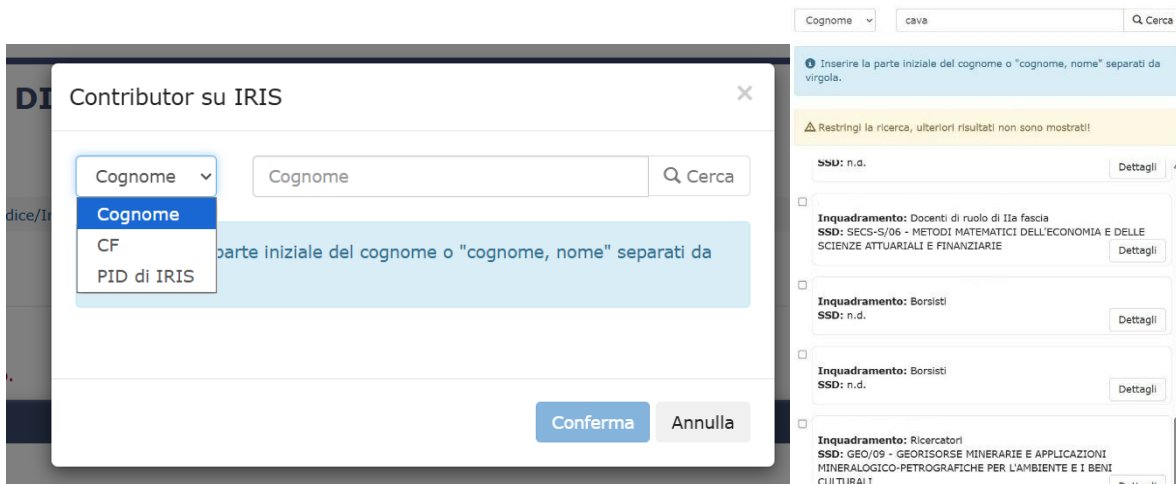 DI
dice/I
.
Contributor su IRIS
×
Cognome
Cognome
Cerca
Cognome
CF
PID di IRIS
parte iniziale del cognome o "cognome, nome" separati da
Conferma
Annulla
Cognome
cava
Cerca
Inserire la parte iniziale del cognome o "cognome, nome" separati da
virgola.
Restringi la ricerca, ulteriori risultati non sono mostrati!
SSD: n.d.
Dettagli
Inquadramento: Docenti di ruolo di IIa fascia
SSD: SECS-S/06 - METODI MATEMATICI DELL'ECONOMIA E DELLE
SCIENZE ATTUARIALI E FINANZIARIE
Dettagli
Inquadramento: Borsisti
SSD: n.d.
Dettagli
Inquadramento: Borsisti
SSD: n.d.
Dettagli
Inquadramento: Ricercatori
SSD: GEO/09 - GEORISORSE MINERARIE E APPLICAZIONI
MINERALOGICO-PETROGRAFICHE PER L'AMBIENTE E I BENI
CULTURALI